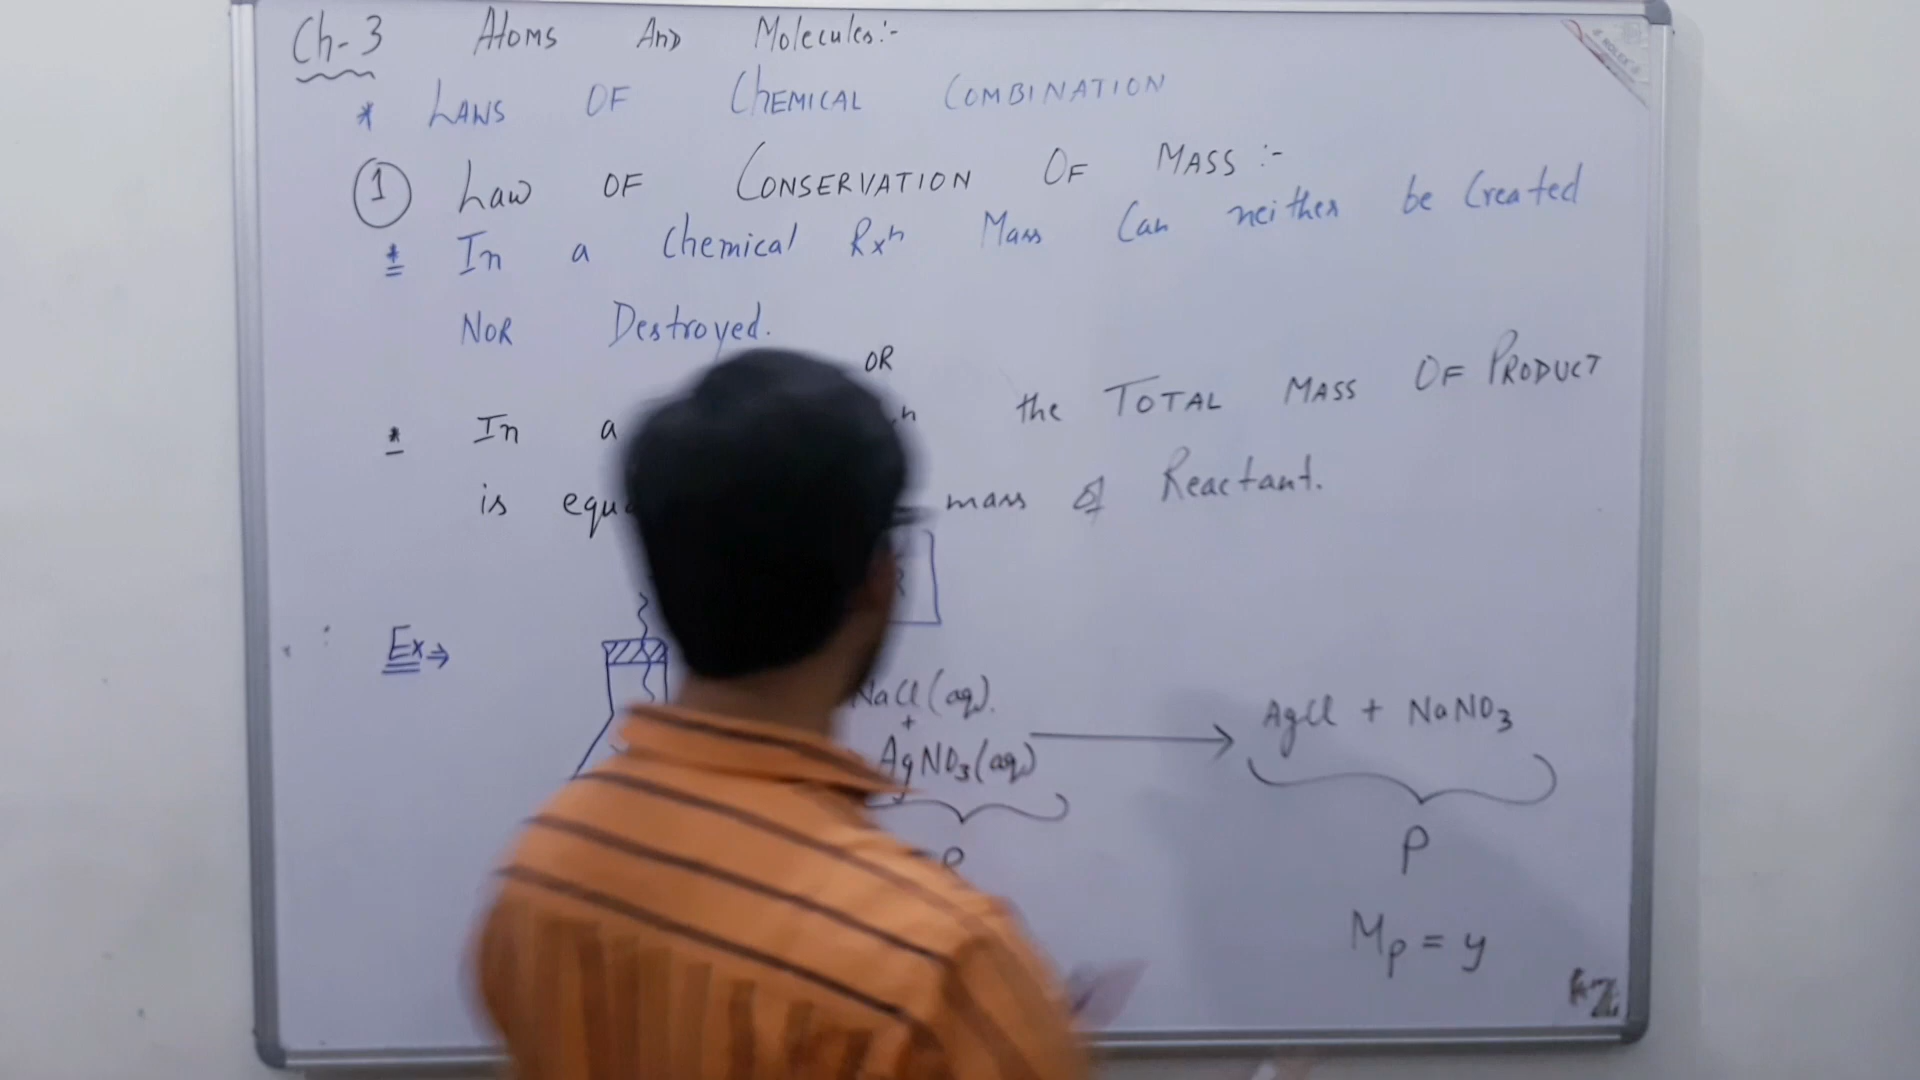 Ch-3 Atoms And Molecules:-
* LAWS OF CHEMICAL COMBINATION
① Law OF CONSERVATION OF MASS :-
* In a Chemical Rxn Mass Can neither be Created
NOR Destroyed.
OR
* In a the TOTAL MASS OF PRODUCT
is mass of Reactant.
Ex⇒
NaCl(aq).
+
AgNO3(aq) → AgCl + NaNO3
P
Mp = y